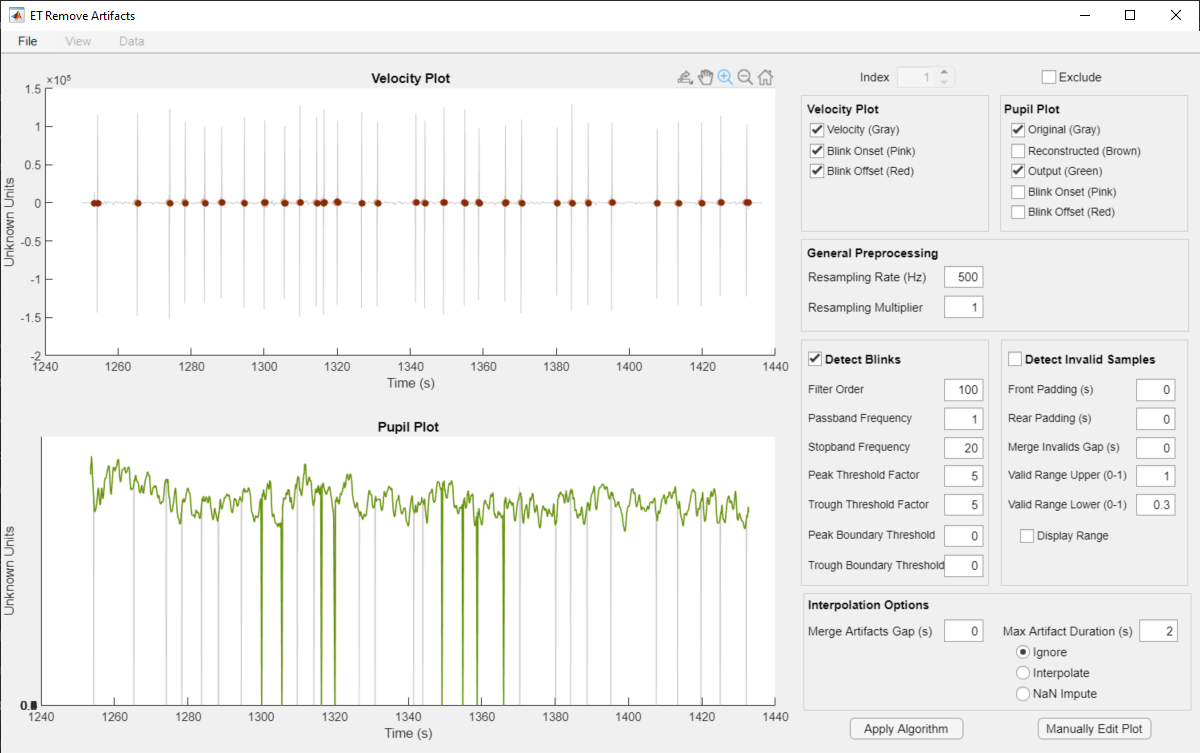 ET Remove Artifacts
File View Data
Velocity Plot
×10⁵
1.5
1
0.5
0
-0.5
-1
-1.5
-2
Unknown Units
1240 1260 1280 1300 1320 1340 1360 1380 1400 1420 1440
Time (s)
Pupil Plot
Unknown Units
1240 1260 1280 1300 1320 1340 1360 1380 1400 1420 1440
Time (s)
Index 1
Exclude
Velocity Plot
Velocity (Gray)
Blink Onset (Pink)
Blink Offset (Red)
Pupil Plot
Original (Gray)
Reconstructed (Brown)
Output (Green)
Blink Onset (Pink)
Blink Offset (Red)
General Preprocessing
Resampling Rate (Hz) 500
Resampling Multiplier 1
Detect Blinks
Filter Order 100
Passband Frequency 1
Stopband Frequency 20
Peak Threshold Factor 5
Trough Threshold Factor 5
Peak Boundary Threshold 0
Trough Boundary Threshold 0
Detect Invalid Samples
Front Padding (s) 0
Rear Padding (s) 0
Merge Invalids Gap (s) 0
Valid Range Upper (0-1) 1
Valid Range Lower (0-1) 0.3
Display Range
Interpolation Options
Merge Artifacts Gap (s) 0
Max Artifact Duration (s) 2
Ignore
Interpolate
NaN Impute
Apply Algorithm
Manually Edit Plot